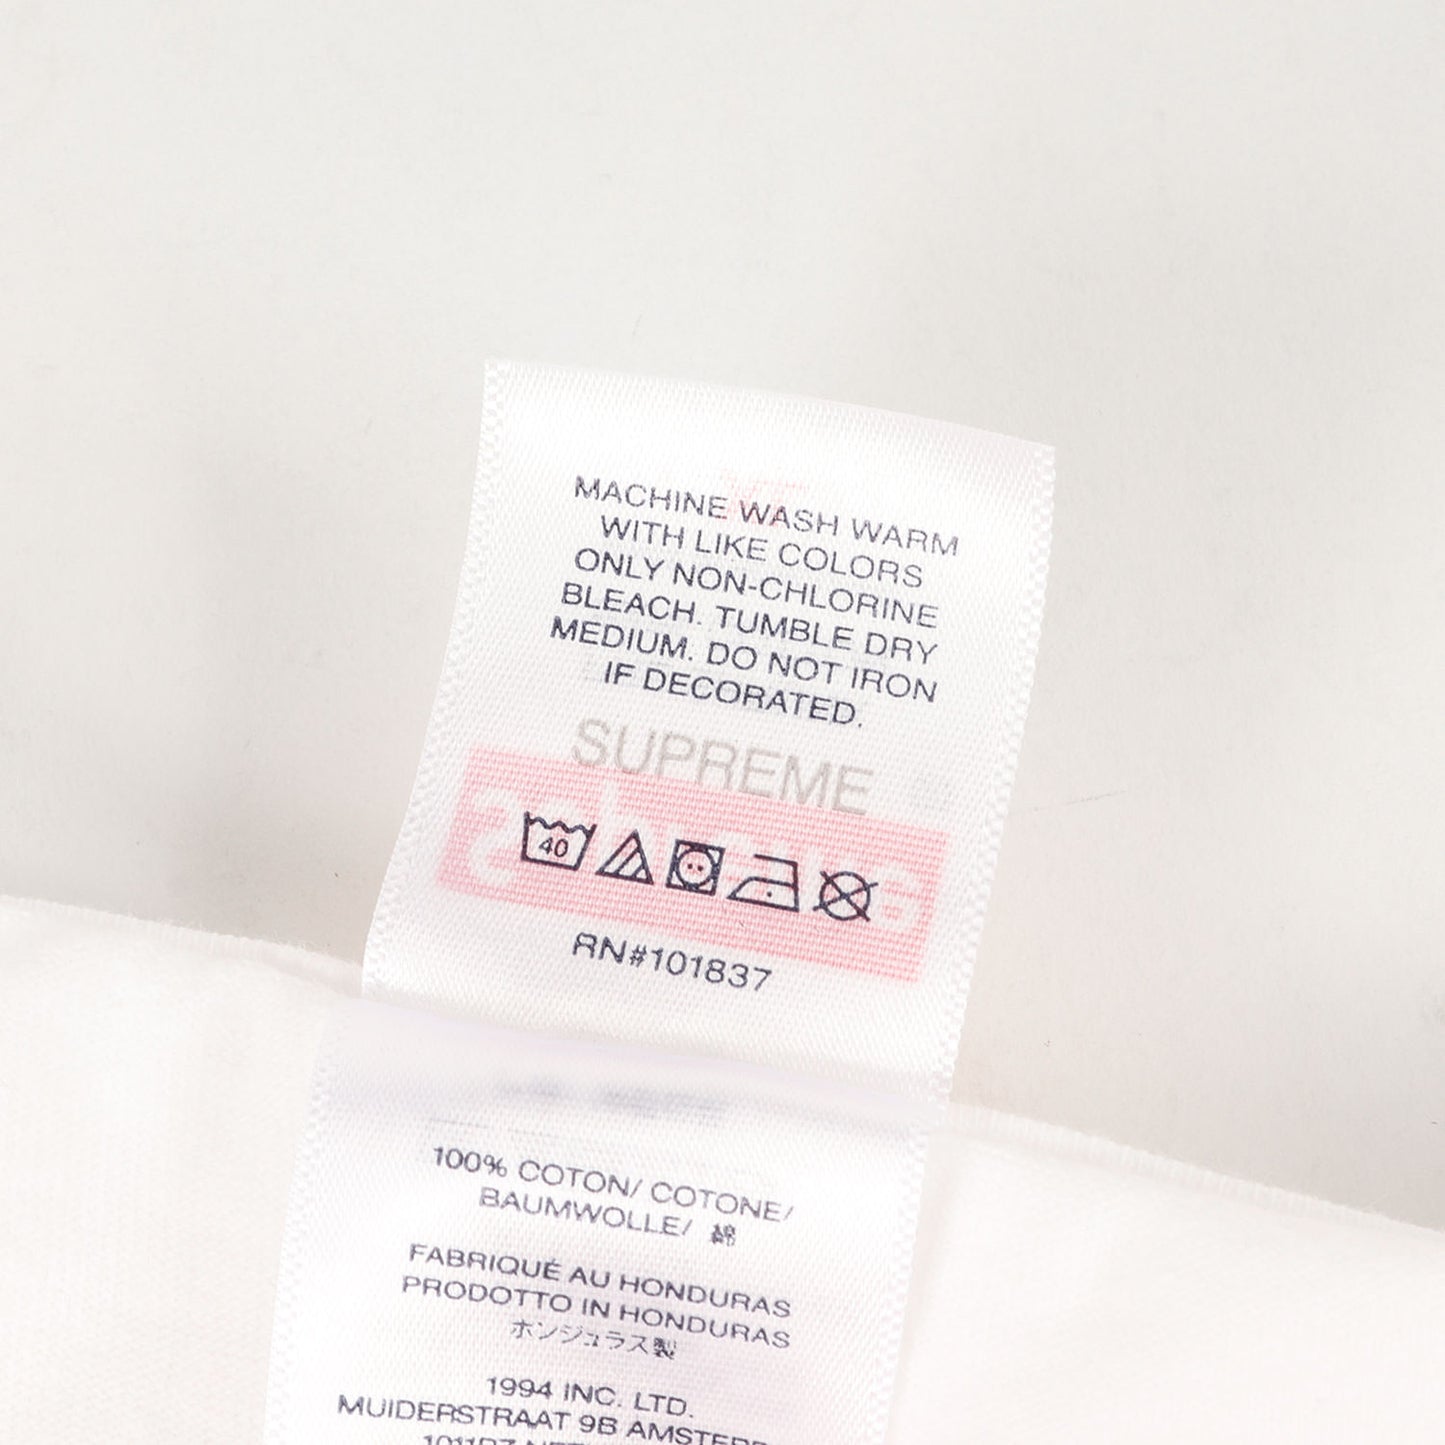 MACHINE WASH WARM
WITH LIKE COLORS
ONLY NON-CHLORINE
BLEACH. TUMBLE DRY
MEDIUM. DO NOT IRON
IF DECORATED.
SUPREME
40
RN#101837
100% COTON/ COTONE/
BAUMWOLLE/ 綿
FABRIQUÉ AU HONDURAS
PRODOTTO IN HONDURAS
ホンジュラス製
1994 INC. LTD.
MUIDERSTRAAT 9B